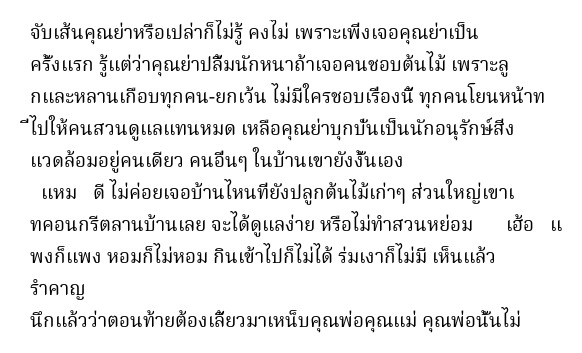 จับเส้นคุณย่าหรือเปล่าก็ไม่รู้ คงไม่ เพราะเพิ่งเจอคุณย่าเป็น
ครั้งแรก รู้แต่ว่าคุณย่าปลื้มนักหนาถ้าเจอคนชอบต้นไม้ เพราะลู
กและหลานเกือบทุกคน-ยกเว้น ไม่มีใครชอบเรื่องนี้ ทุกคนโยนหน้าท
ี่ไปให้คนสวนดูแลแทนหมด เหลือคุณย่าบุกบั่นเป็นนักอนุรักษ์สิ่ง
แวดล้อมอยู่คนเดียว คนอื่นๆ ในบ้านเขายังงั้นเอง
แหม ดี ไม่ค่อยเจอบ้านไหนที่ยังปลูกต้นไม้เก่าๆ ส่วนใหญ่เขาเ
ทคอนกรีตลานบ้านเลย จะได้ดูแลง่าย หรือไม่ทำสวนหย่อม เฮ้อ แ
พงก็แพง หอมก็ไม่หอม กินเข้าไปก็ไม่ได้ ร่มเงาก็ไม่มี เห็นแล้ว
รำคาญ
นึกแล้วว่าตอนท้ายต้องเลี้ยวมาเหน็บคุณพ่อคุณแม่ คุณพ่อนั้นไม่